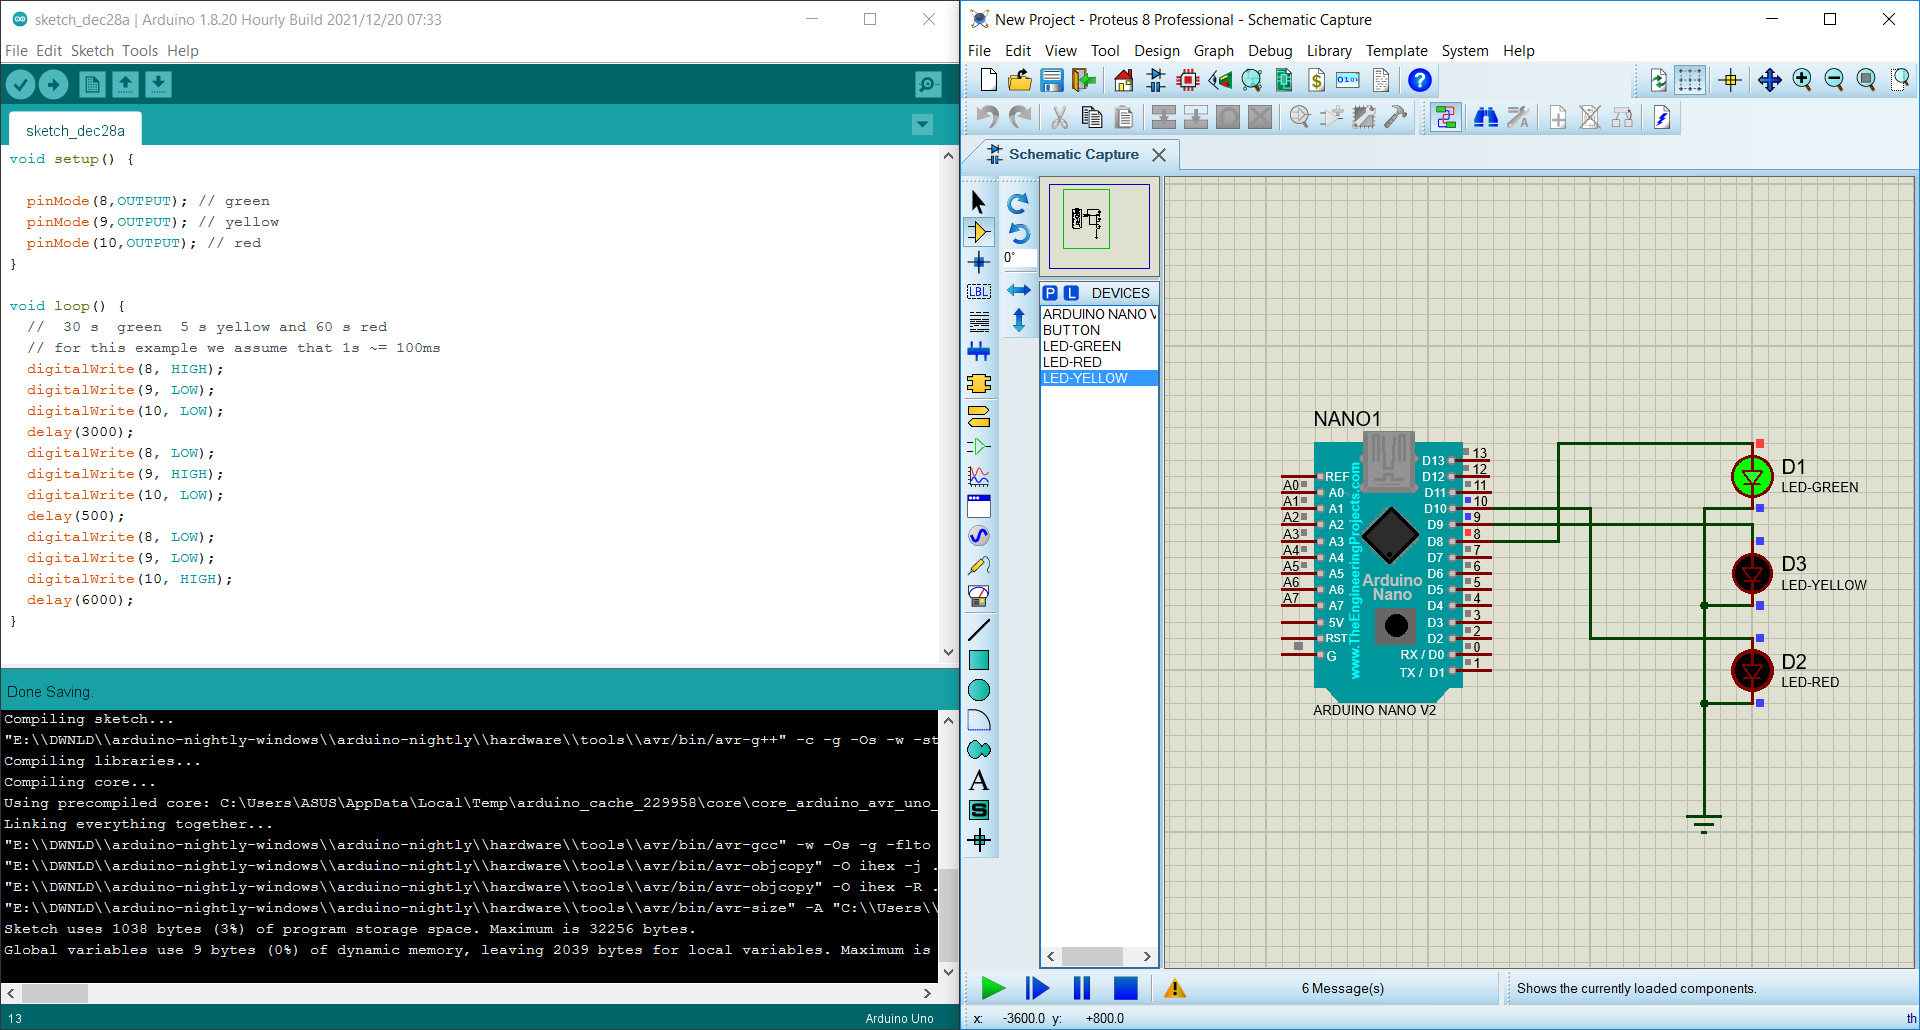 sketch_dec28a | Arduino 1.8.20 Hourly Build 2021/12/20 07:33
File Edit Sketch Tools Help
sketch_dec28a
void setup() {
pinMode(8,OUTPUT); // green
pinMode(9,OUTPUT); // yellow
pinMode(10,OUTPUT); // red
}
void loop() {
//  30 s  green  5 s yellow and 60 s red
// for this example we assume that 1s ~= 100ms
digitalWrite(8, HIGH);
digitalWrite(9, LOW);
digitalWrite(10, LOW);
delay(3000);
digitalWrite(8, LOW);
digitalWrite(9, HIGH);
digitalWrite(10, LOW);
delay(500);
digitalWrite(8, LOW);
digitalWrite(9, LOW);
digitalWrite(10, HIGH);
delay(6000);
}
Done Saving.
Compiling sketch...
"E:\\DWNLD\\arduino-nightly-windows\\arduino-nightly\\hardware\\tools\\avr/bin/avr-g++" -c -g -Os -w -st
Compiling libraries...
Compiling core...
Using precompiled core: C:\Users\ASUS\AppData\Local\Temp\arduino_cache_229958\core\core_arduino_avr_uno_
Linking everything together...
"E:\\DWNLD\\arduino-nightly-windows\\arduino-nightly\\hardware\\tools\\avr/bin/avr-gcc" -w -Os -g -flto
"E:\\DWNLD\\arduino-nightly-windows\\arduino-nightly\\hardware\\tools\\avr/bin/avr-objcopy" -O ihex -j .
"E:\\DWNLD\\arduino-nightly-windows\\arduino-nightly\\hardware\\tools\\avr/bin/avr-objcopy" -O ihex -R .
"E:\\DWNLD\\arduino-nightly-windows\\arduino-nightly\\hardware\\tools\\avr/bin/avr-size" -A "C:\\Users\\
Sketch uses 1038 bytes (3%) of program storage space. Maximum is 32256 bytes.
Global variables use 9 bytes (0%) of dynamic memory, leaving 2039 bytes for local variables. Maximum is
13
Arduino Uno
New Project - Proteus 8 Professional - Schematic Capture
File Edit View Tool Design Graph Debug Library Template System Help
Schematic Capture
0°
LBL
A
S
P L DEVICES
ARDUINO NANO V
BUTTON
LED-GREEN
LED-RED
LED-YELLOW
NANO1
REF
A0 A0
A1 A1
A2 A2
A3 A3
A4 A4
A5 A5
A6 A6
A7 A7
5V
RST
G
www.TheEngineeringProjects.com
Arduino
Nano
D13 13
D12 12
D11 11
D10 10
D9 9
D8 8
D7 7
D6 6
D5 5
D4 4
D3 3
D2 2
RX / D0 0
TX / D1 1
ARDUINO NANO V2
D1
LED-GREEN
D3
LED-YELLOW
D2
LED-RED
6 Message(s)
Shows the currently loaded components.
x: -3600.0 y: +800.0
th